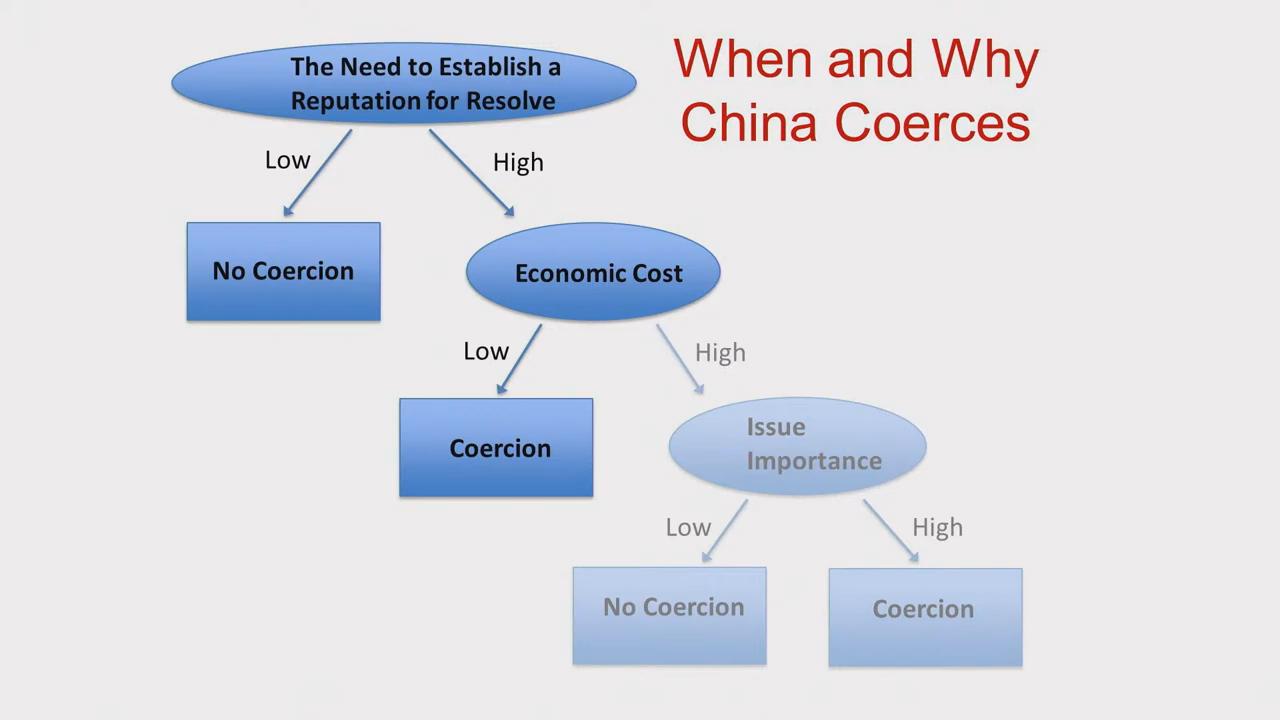 When and Why
China Coerces
The Need to Establish a
Reputation for Resolve
Low
High
No Coercion
Economic Cost
Low
High
Coercion
Issue
Importance
Low
High
No Coercion
Coercion